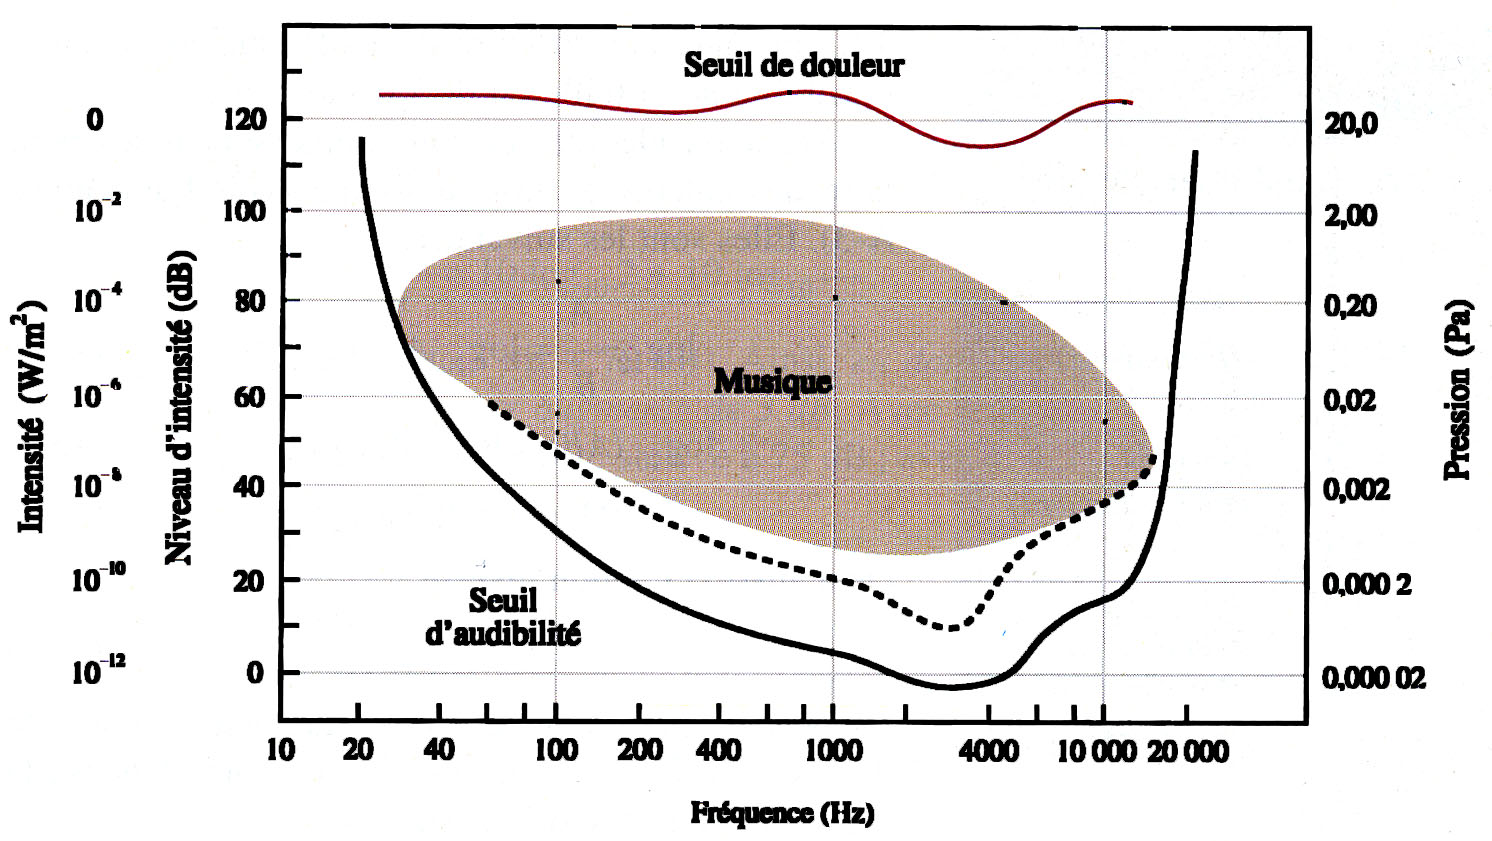 Seuil de douleur
0 120 20,0
10⁻² 100 2,00
10⁻⁴ 80 0,20
10⁻⁶ 60 0,02
10⁻⁸ 40 0,002
10⁻¹⁰ 20 0,000 2
10⁻¹² 0 0,000 02
Intensité (W/m²)
Niveau d'intensité (dB)
Pression (Pa)
Musique
Seuil
d'audibilité
10 20 40 100 200 400 1000 4000 10 000 20 000
Fréquence (Hz)